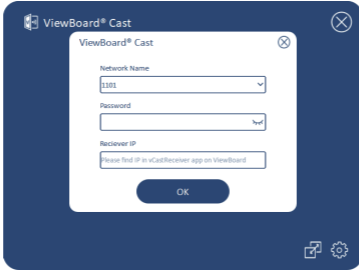 ViewBoard® Cast
ViewBoard® Cast
Network Name
1101
Password
Reciever IP
Please find IP in vCastReceiver app on ViewBoard
OK